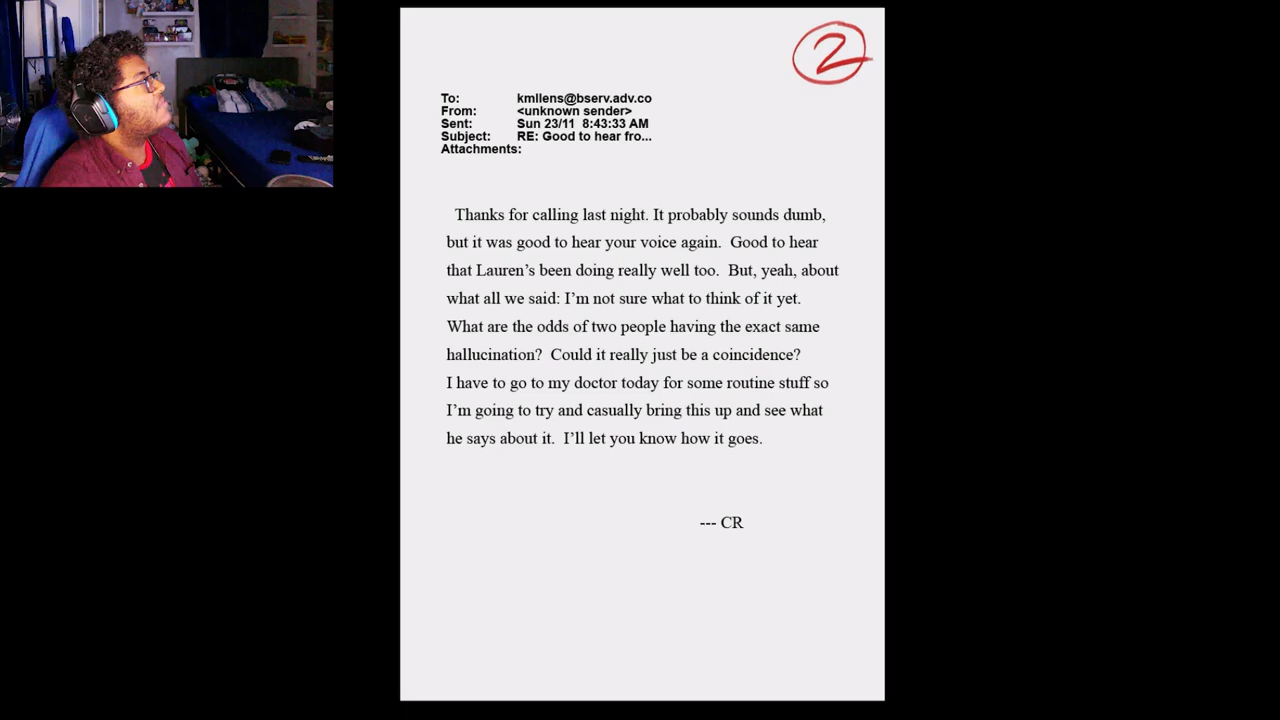 2
To: kmllens@bserv.adv.co
From: <unknown sender>
Sent: Sun 23/11 8:43:33 AM
Subject: RE: Good to hear fro...
Attachments:
Thanks for calling last night. It probably sounds dumb,
but it was good to hear your voice again. Good to hear
that Lauren’s been doing really well too. But, yeah, about
what all we said: I’m not sure what to think of it yet.
What are the odds of two people having the exact same
hallucination? Could it really just be a coincidence?
I have to go to my doctor today for some routine stuff so
I’m going to try and casually bring this up and see what
he says about it. I’ll let you know how it goes.
--- CR